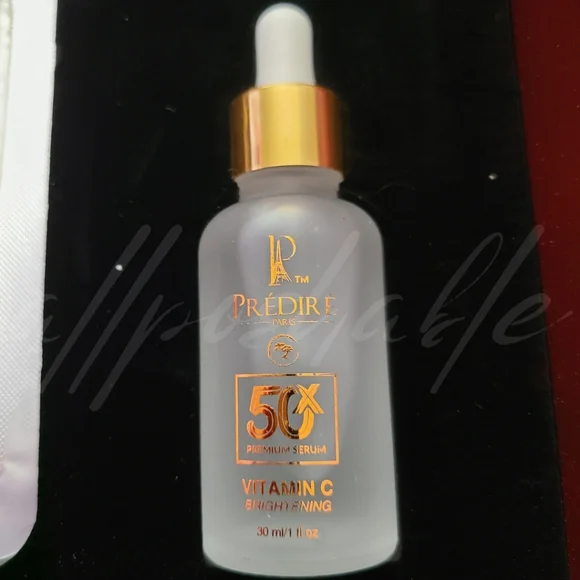 P
TM
PRÉDIRE
PARIS
50X
PREMIUM SERUM
VITAMIN C
BRIGHTENING
30 ml/1 fl oz